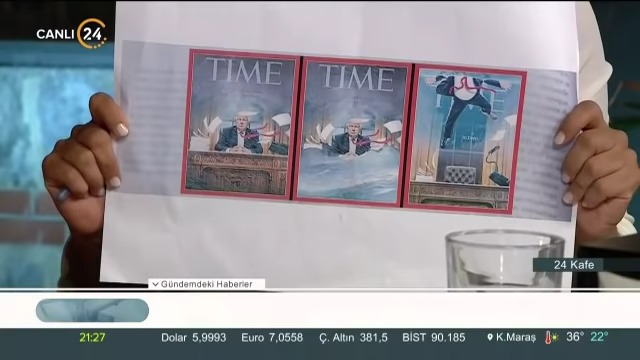 CANLI 24
TIME TIME TIME
24 Kafe
Gündemdeki Haberler
21:27 Dolar 5,9993 Euro 7,0558 Ç. Altın 381,5 BİST 90.185 K.Maraş 36° 22°